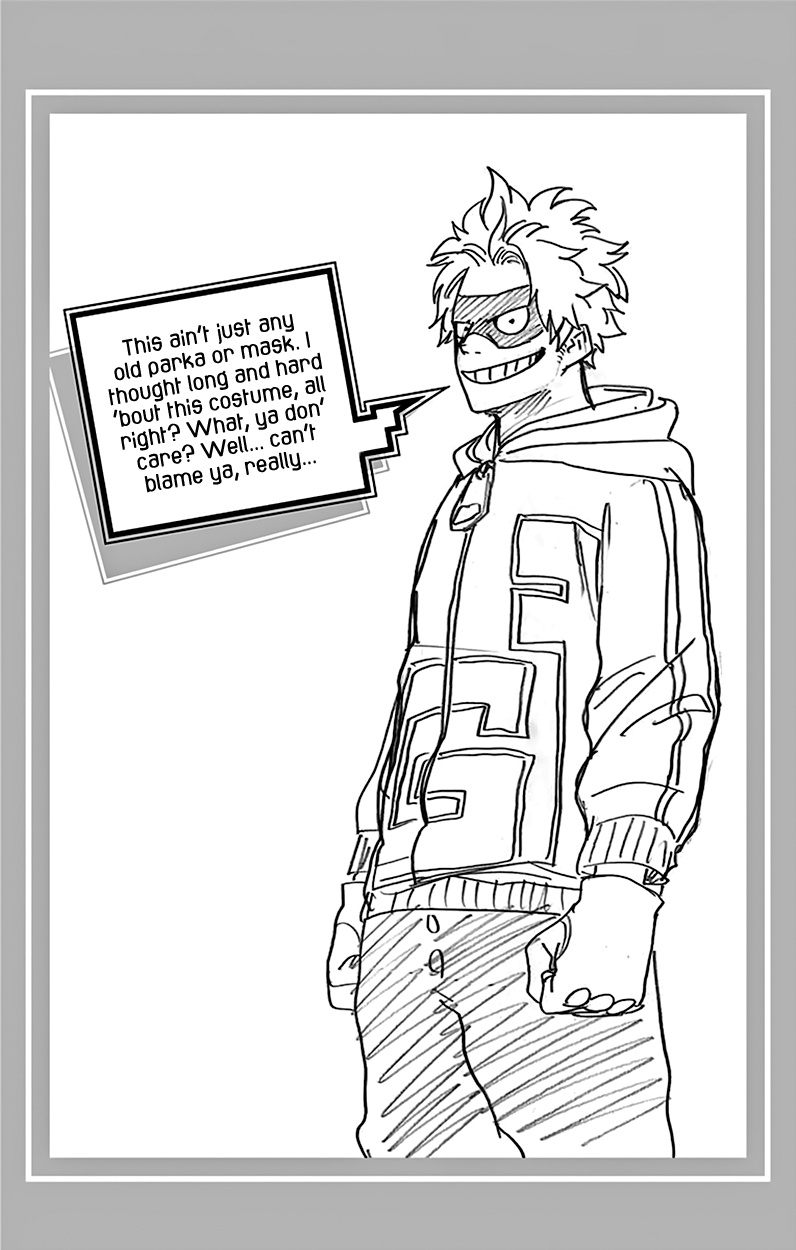 This ain't just any
old parka or mask. I
thought long and hard
'bout this costume, all
right? What, ya don'
care? Well... can't
blame ya, really...